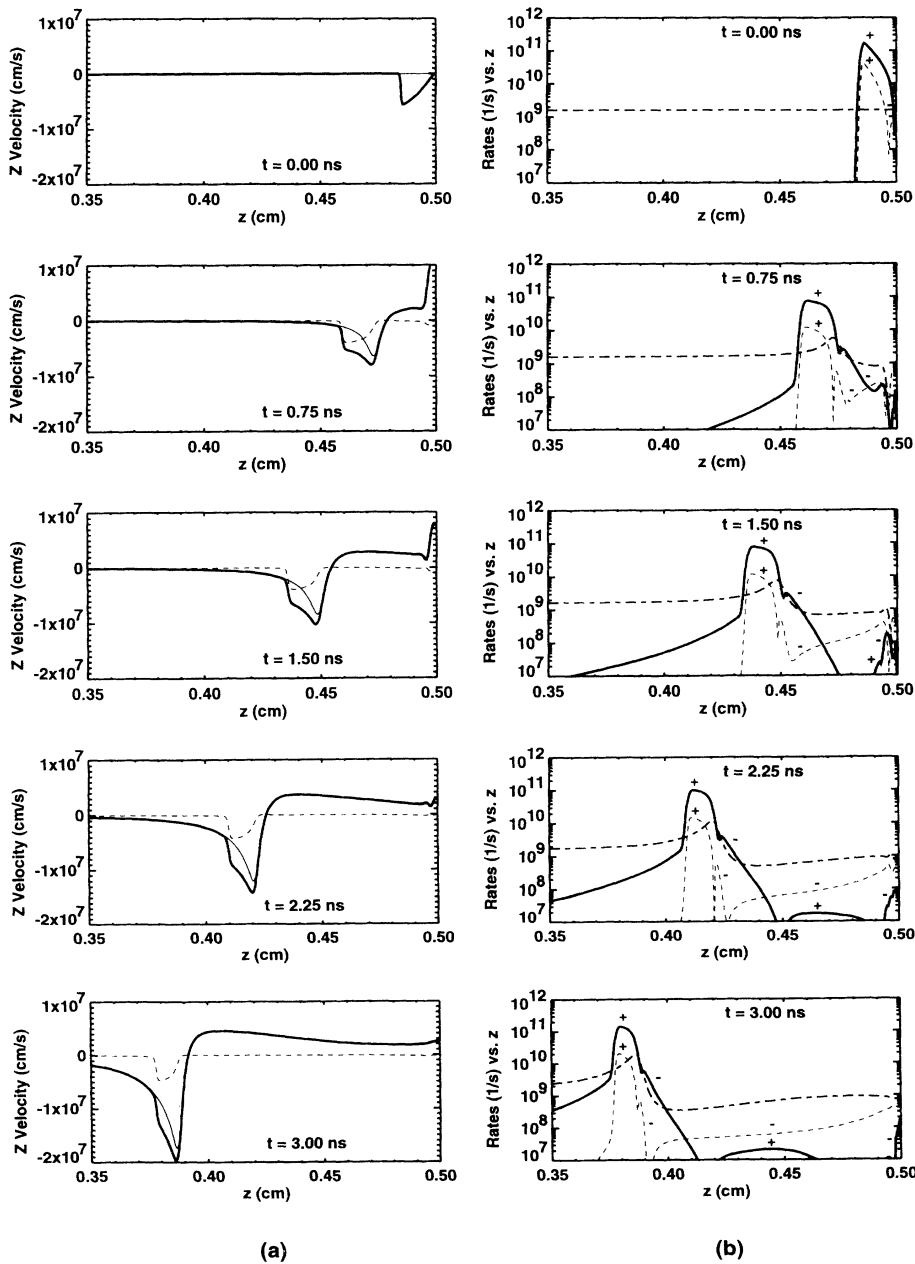 1x10^7
0
-1x10^7
-2x10^7
Z Velocity (cm/s)
t = 0.00 ns
0.35 0.40 0.45 0.50
z (cm)
10^12
10^11
10^10
10^9
10^8
10^7
Rates (1/s) vs. z
t = 0.00 ns
+
+
0.35 0.40 0.45 0.50
z (cm)
1x10^7
0
-1x10^7
-2x10^7
Z Velocity (cm/s)
t = 0.75 ns
0.35 0.40 0.45 0.50
z (cm)
10^12
10^11
10^10
10^9
10^8
10^7
Rates (1/s) vs. z
t = 0.75 ns
+
+
-
-
0.35 0.40 0.45 0.50
z (cm)
1x10^7
0
-1x10^7
-2x10^7
Z Velocity (cm/s)
t = 1.50 ns
0.35 0.40 0.45 0.50
z (cm)
10^12
10^11
10^10
10^9
10^8
10^7
Rates (1/s) vs. z
t = 1.50 ns
+
+
-
-
-
+
0.35 0.40 0.45 0.50
z (cm)
1x10^7
0
-1x10^7
-2x10^7
Z Velocity (cm/s)
t = 2.25 ns
0.35 0.40 0.45 0.50
z (cm)
10^12
10^11
10^10
10^9
10^8
10^7
Rates (1/s) vs. z
t = 2.25 ns
+
+
-
-
-
+
0.35 0.40 0.45 0.50
z (cm)
1x10^7
0
-1x10^7
-2x10^7
Z Velocity (cm/s)
t = 3.00 ns
0.35 0.40 0.45 0.50
z (cm)
10^12
10^11
10^10
10^9
10^8
10^7
Rates (1/s) vs. z
t = 3.00 ns
+
+
-
-
-
+
-
0.35 0.40 0.45 0.50
z (cm)
(a)
(b)